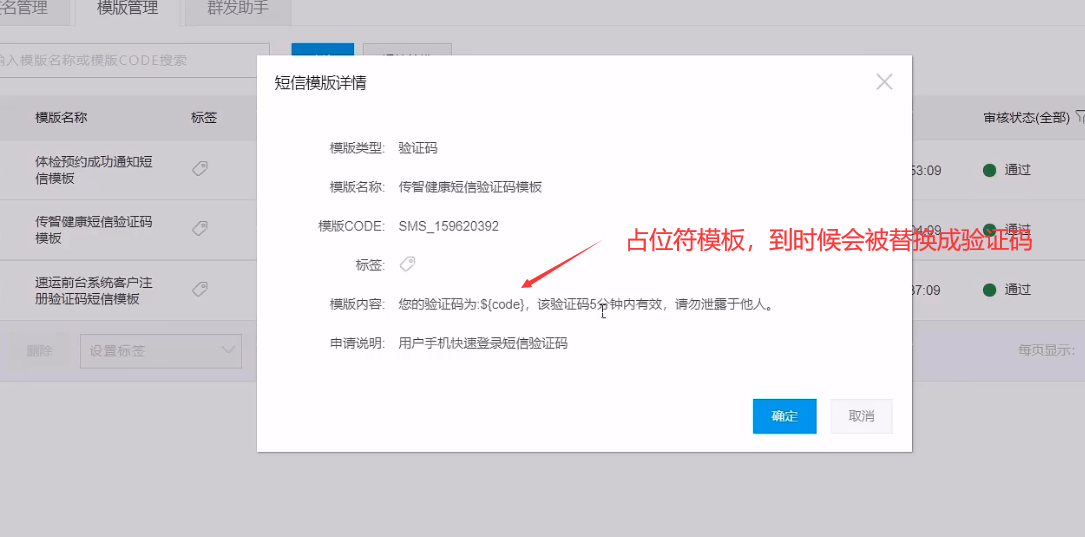 名管理 模版管理 群发助手
输入模版名称或模版CODE搜索
短信模版详情
模版名称 标签 审核状态(全部)
模版类型: 验证码
体检预约成功通知短
信模板
53:09 通过
模版名称: 传智健康短信验证码模板
传智健康短信验证码
模板
模版CODE: SMS_159620392
04:09 通过
占位符模板，到时候会被替换成验证码
标签:
速运前台系统客户注
册验证码短信模板
37:09 通过
模版内容: 您的验证码为:${code}，该验证码5分钟内有效，请勿泄露于他人。
申请说明: 用户手机快速登录短信验证码
删除 设置标签 每页显示:
确定 取消